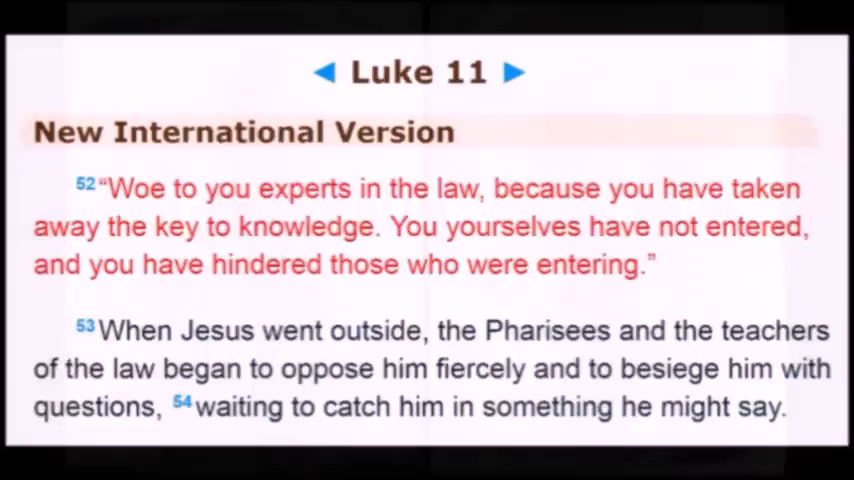 ◄ Luke 11 ►
New International Version
52 “Woe to you experts in the law, because you have taken
away the key to knowledge. You yourselves have not entered,
and you have hindered those who were entering.”
53 When Jesus went outside, the Pharisees and the teachers
of the law began to oppose him fiercely and to besiege him with
questions, 54 waiting to catch him in something he might say.